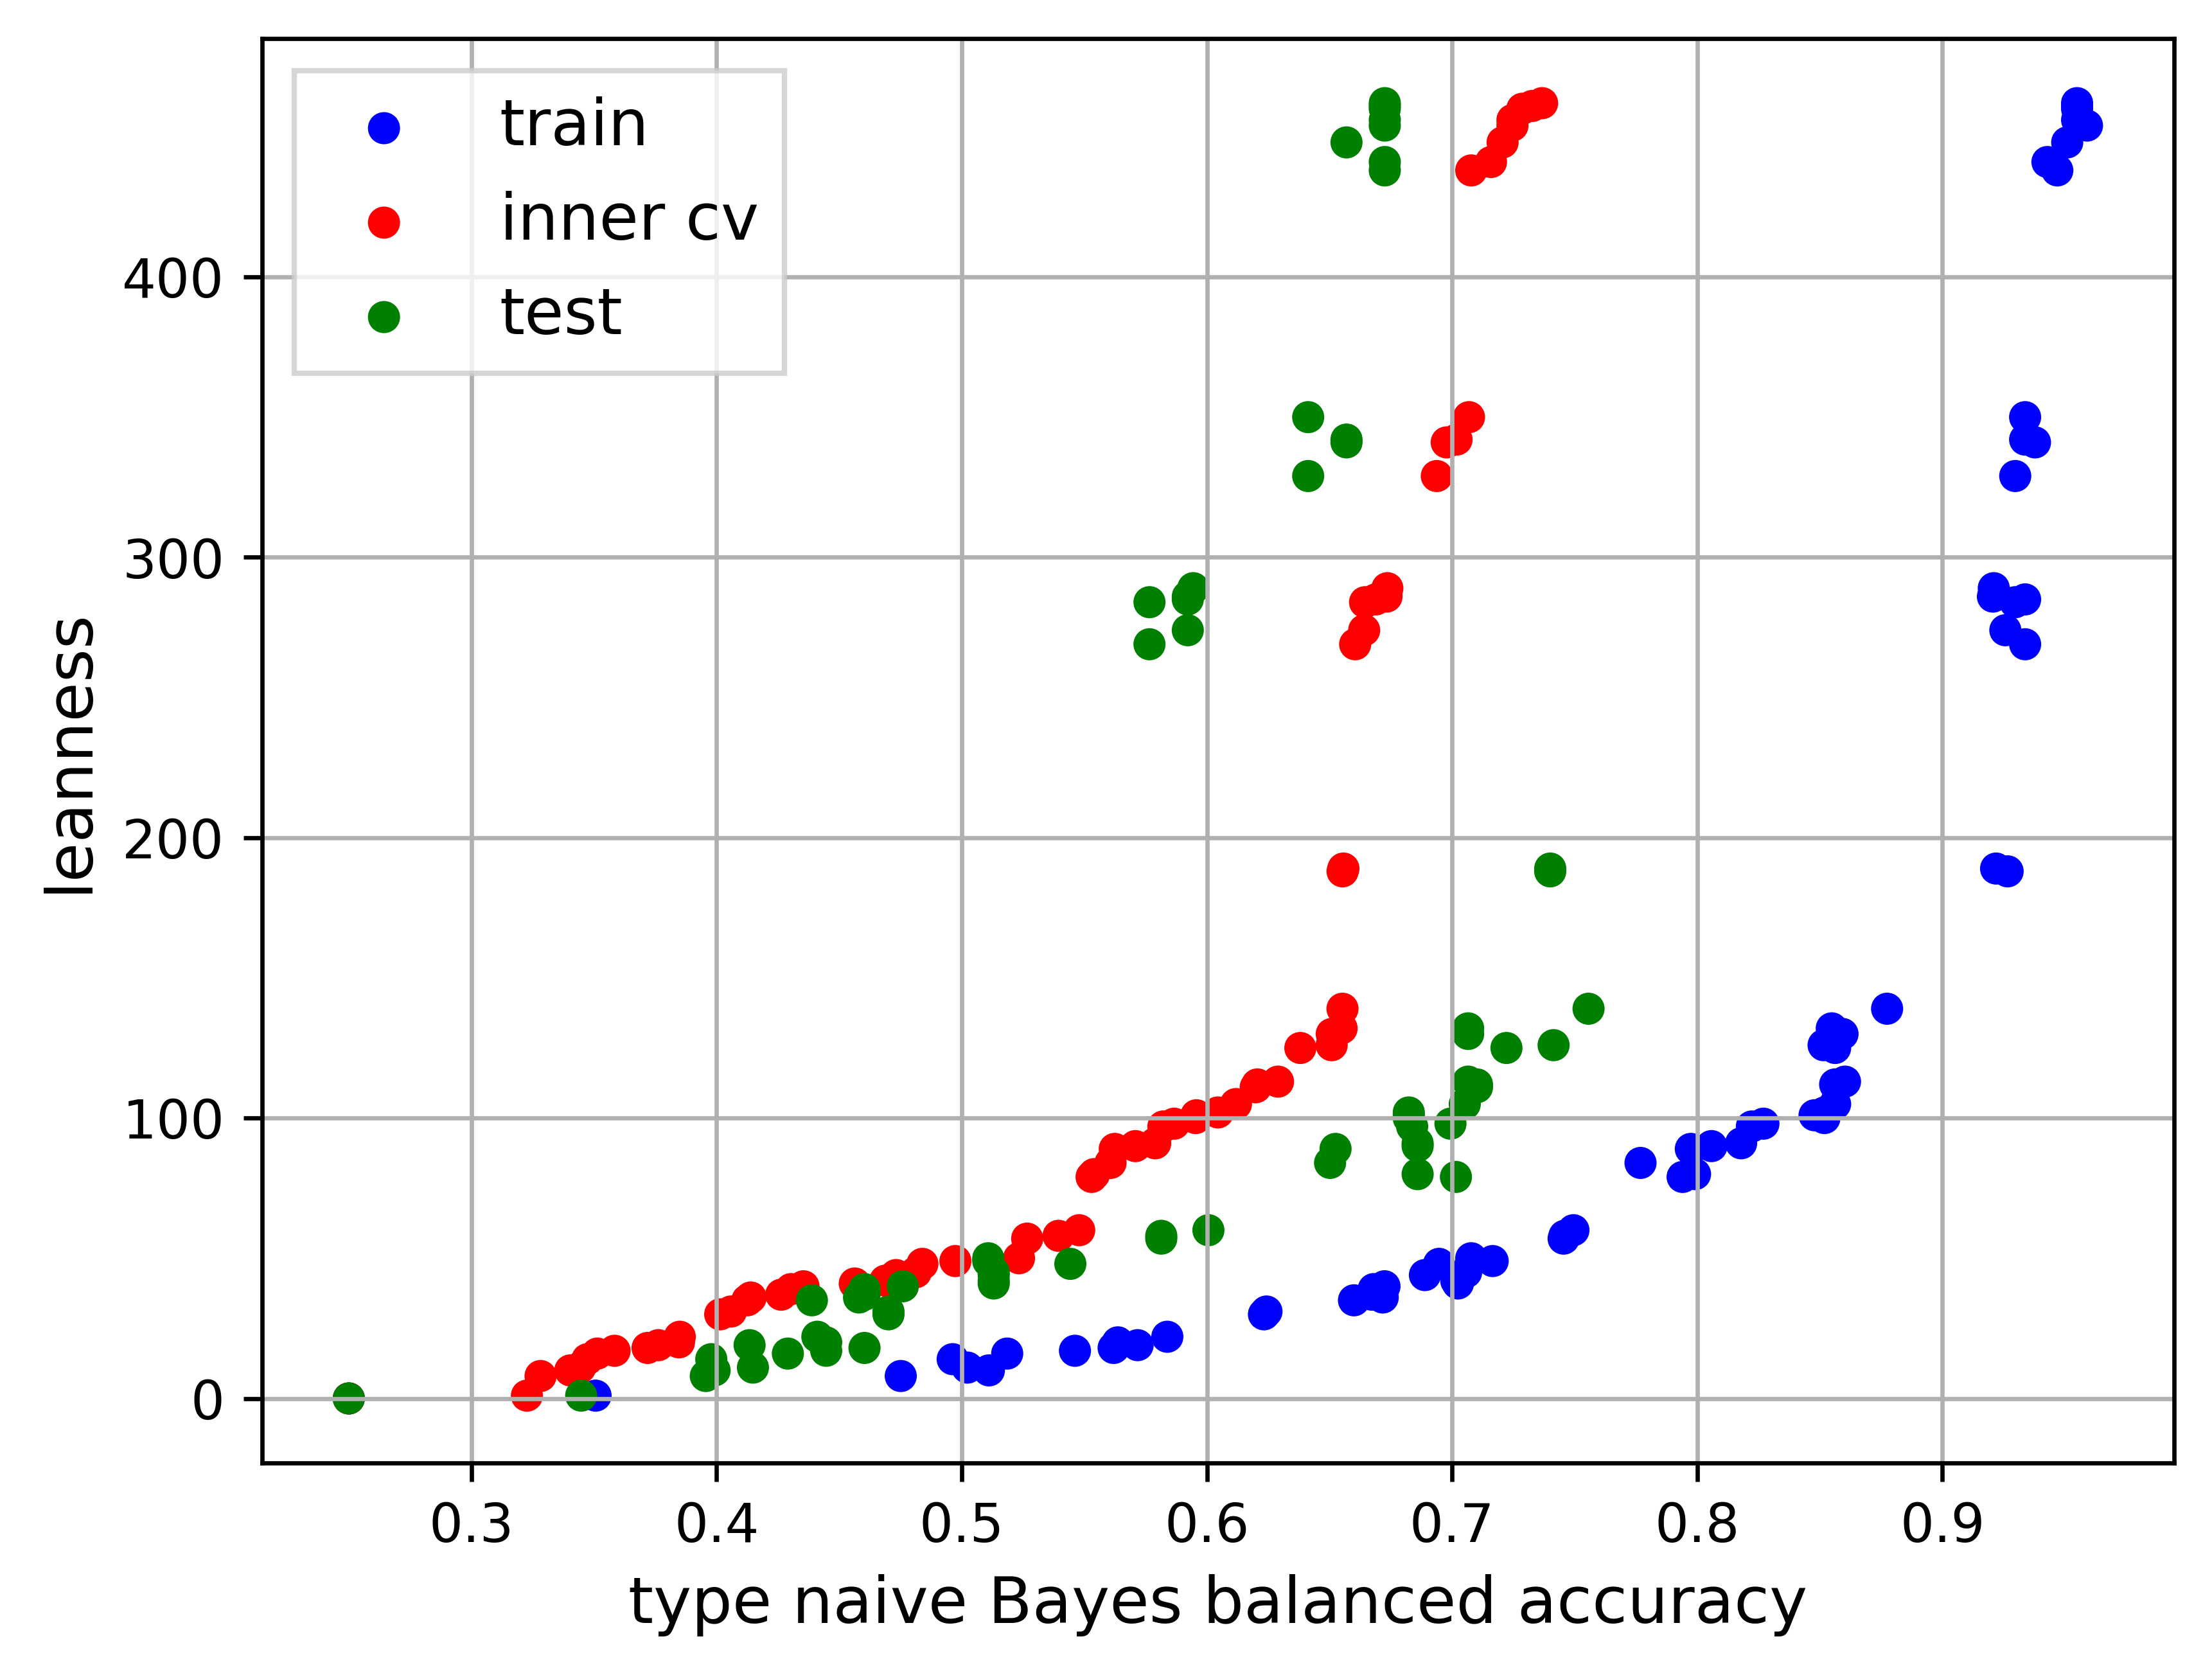 train
inner cv
test
400
300
200
100
0
leanness
0.3 0.4 0.5 0.6 0.7 0.8 0.9
type naive Bayes balanced accuracy